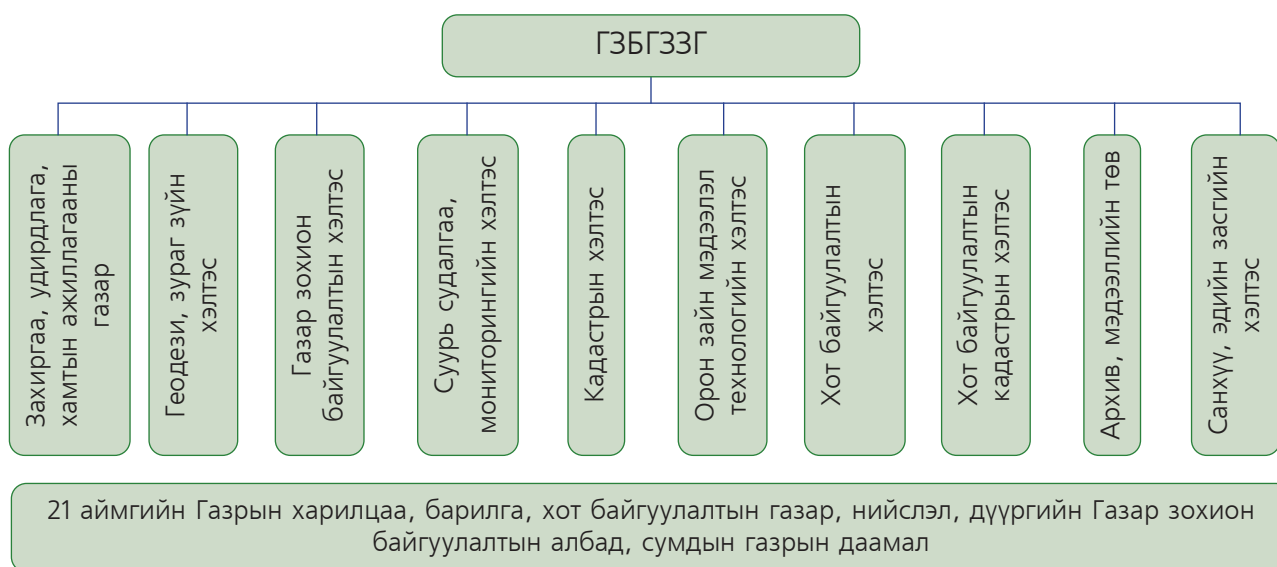 ГЗБГЗЗГ
Захиргаа, удирдлага,
хамтын ажиллагааны
газар
Геодези, зураг зүйн
хэлтэс
Газар зохион
байгуулалтын хэлтэс
Суурь судалгаа,
мониторингийн хэлтэс
Кадастрын хэлтэс
Орон зайн мэдээлэл
технологийн хэлтэс
Хот байгуулалтын
хэлтэс
Хот байгуулалтын
кадастрын хэлтэс
Архив, мэдээллийн төв
Санхүү, эдийн засгийн
хэлтэс
21 аймгийн Газрын харилцаа, барилга, хот байгуулалтын газар, нийслэл, дүүргийн Газар зохион
байгуулалтын албад, сумдын газрын даамал